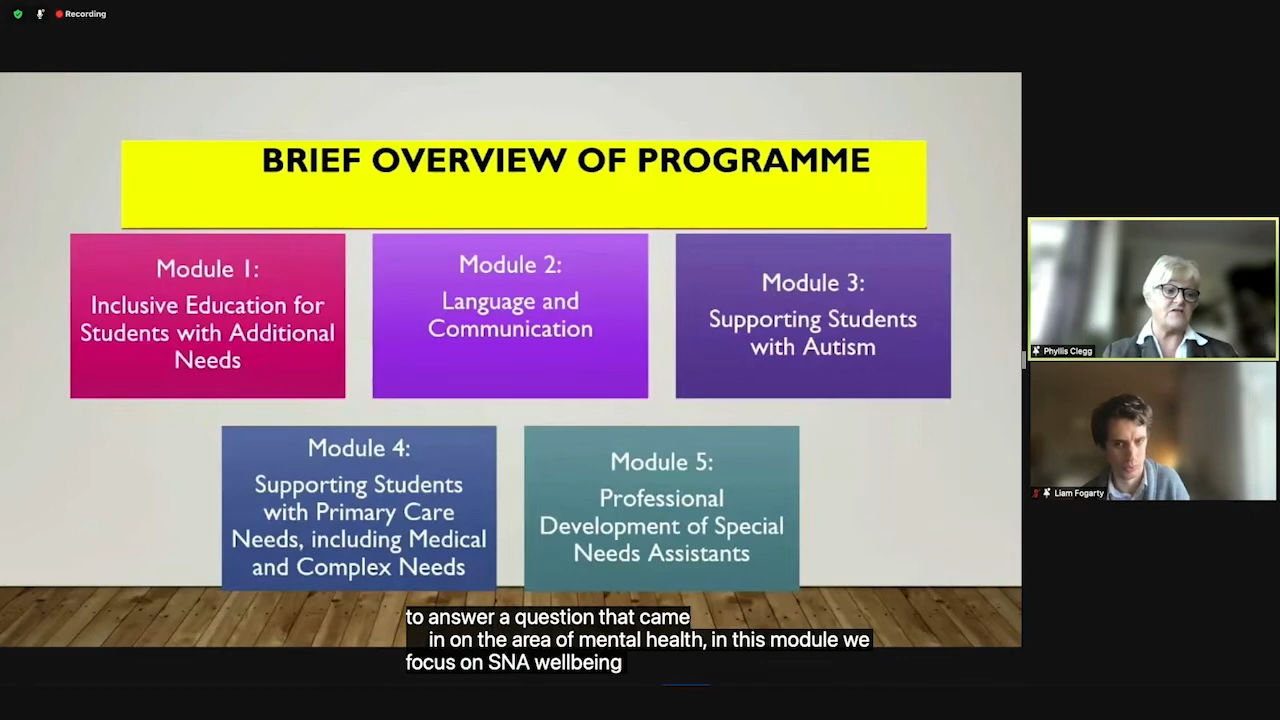 Recording
BRIEF OVERVIEW OF PROGRAMME
Module 1:
Inclusive Education for
Students with Additional
Needs
Module 2:
Language and
Communication
Module 3:
Supporting Students
with Autism
Module 4:
Supporting Students
with Primary Care
Needs, including Medical
and Complex Needs
Module 5:
Professional
Development of Special
Needs Assistants
Phyllis Clegg
Liam Fogarty
to answer a question that came
in on the area of mental health, in this module we
focus on SNA wellbeing